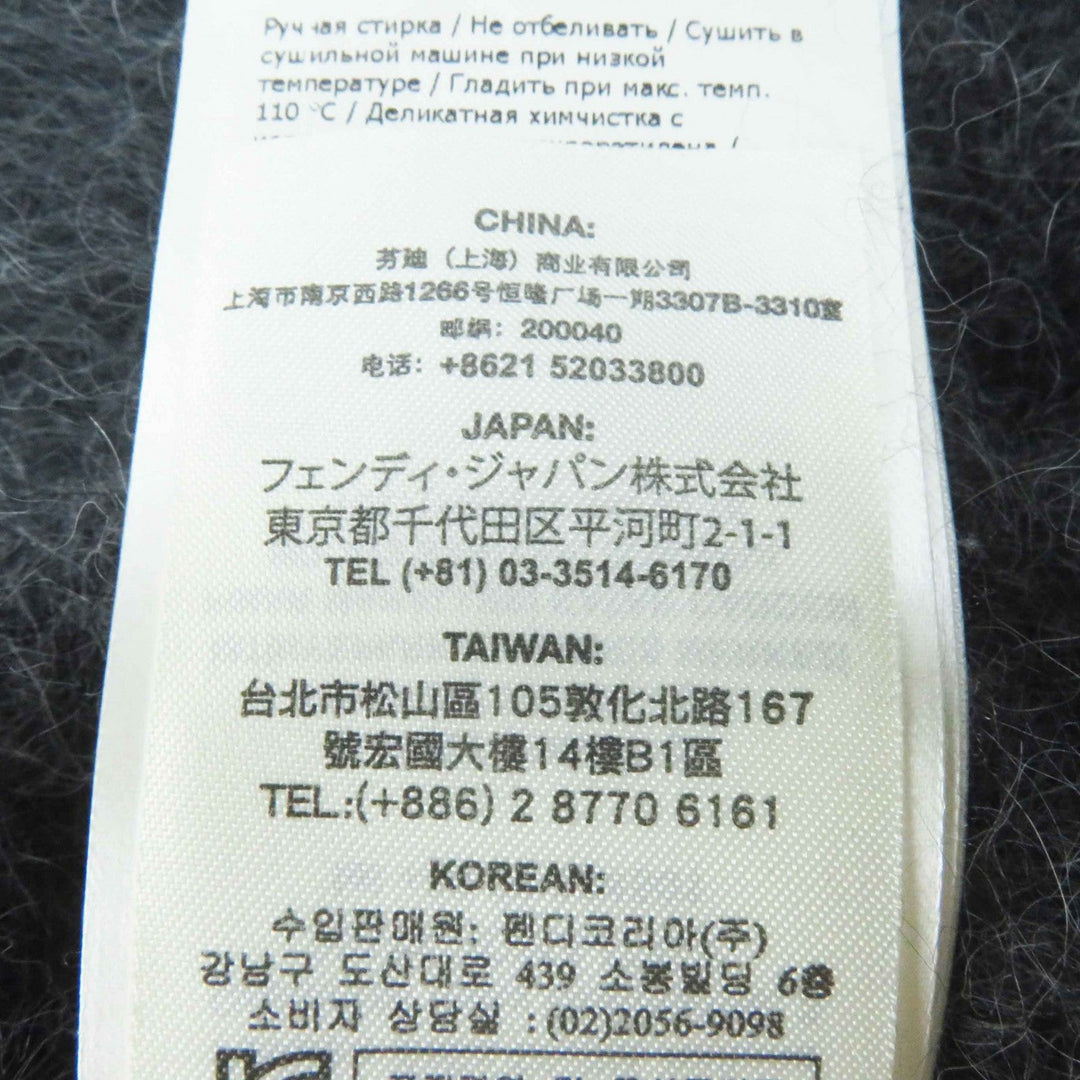 Ручная стирка / Не отбеливать / Сушить в
сушильной машине при низкой
температуре / Гладить при макс. темп.
110 °C / Деликатная химчистка с
CHINA:
芬迪（上海）商业有限公司
上海市南京西路1266号恒隆广场一期3307B-3310室
邮编：200040
电话：+8621 52033800
JAPAN:
フェンディ・ジャパン株式会社
東京都千代田区平河町2-1-1
TEL (+81) 03-3514-6170
TAIWAN:
台北市松山區105敦化北路167
號宏國大樓14樓B1區
TEL.:(+886) 2 8770 6161
KOREAN:
수입판매원: 펜디코리아(주)
강남구 도산대로 439 소봉빌딩 6층
소비자 상담실 :(02)2056-9098